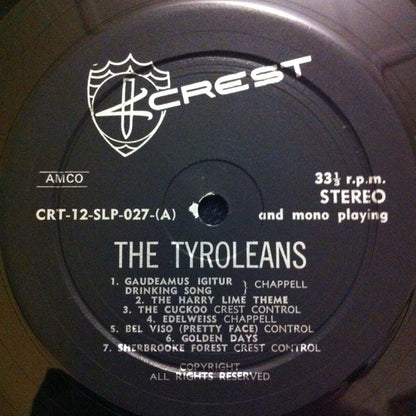 CREST
AMCO
33⅓ r.p.m.
STEREO
CRT-12-SLP-027-(A)
and mono playing
THE TYROLEANS
1. GAUDEAMUS IGITUR
DRINKING SONG } CHAPPELL
2. THE HARRY LIME THEME
3. THE CUCKOO CREST CONTROL
4. EDELWEISS CHAPPELL
5. BEL VISO (PRETTY FACE) CONTROL
6. GOLDEN DAYS
7. SHERBROOKE FOREST CREST CONTROL
COPYRIGHT
ALL RIGHTS RESERVED